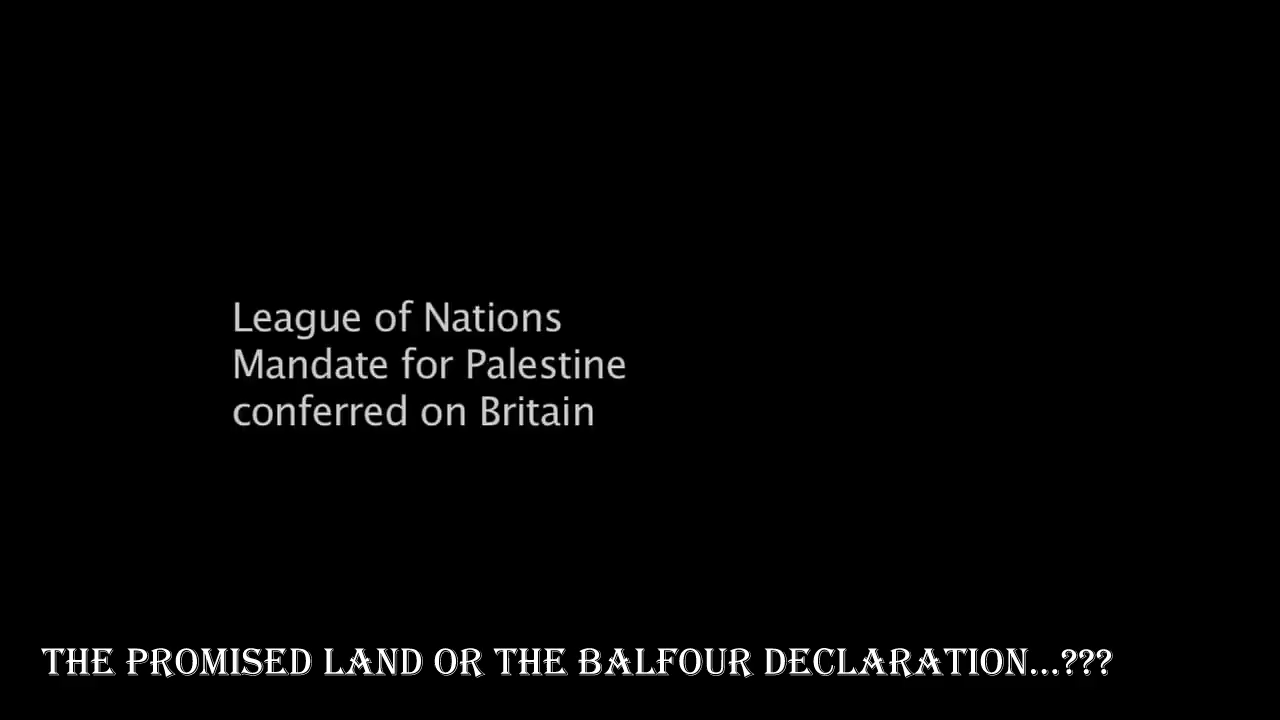 League of Nations
Mandate for Palestine
conferred on Britain
THE PROMISED LAND OR THE BALFOUR DECLARATION...???